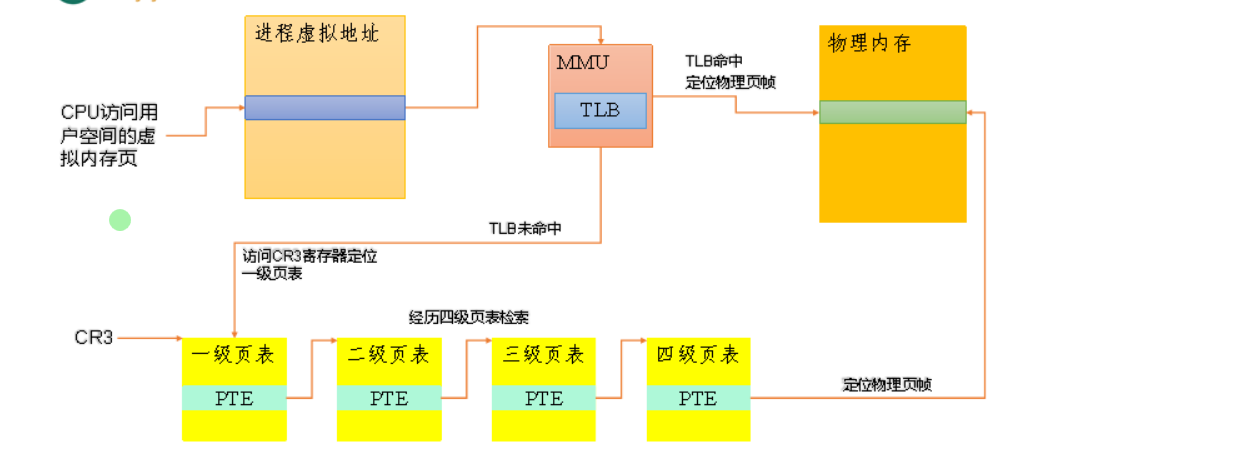 进程虚拟地址
CPU访问用
户空间的虚
拟内存页
MMU
TLB
TLB命中
定位物理页帧
物理内存
TLB未命中
访问CR3寄存器定位
一级页表
经历四级页表检索
CR3
一级页表
PTE
二级页表
PTE
三级页表
PTE
四级页表
PTE
定位物理页帧